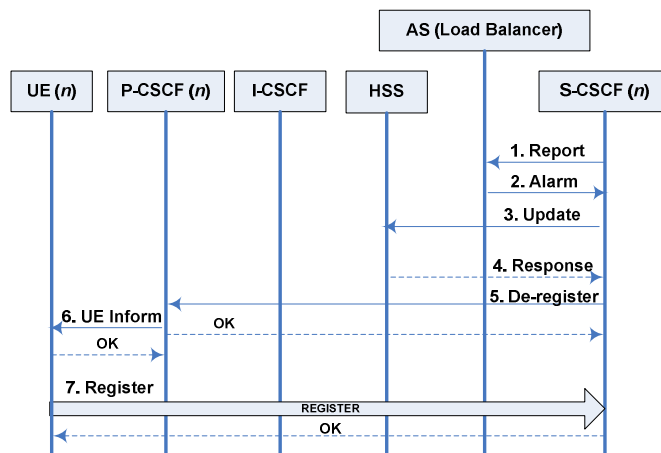 AS (Load Balancer)
UE (n)
P-CSCF (n)
I-CSCF
HSS
S-CSCF (n)
1. Report
2. Alarm
3. Update
4. Response
5. De-register
6. UE Inform
OK
OK
7. Register
REGISTER
OK